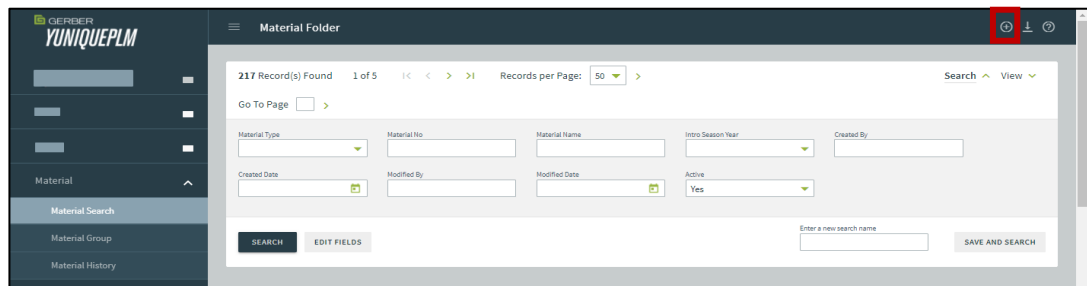 GERBER
YUNIQUEPLM
Material Folder
217 Record(s) Found 1 of 5 Records per Page: 50 Search View
Go To Page
Material Type Material No Material Name Intro Season Year Created By
Created Date Modified By Modified Date Active
Yes
Material
Material Search
Material Group
Material History
Enter a new search name
SEARCH EDIT FIELDS SAVE AND SEARCH